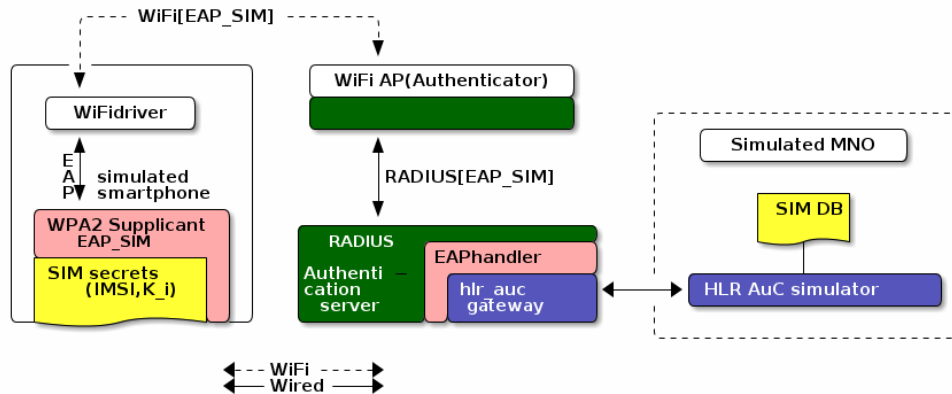 WiFi[EAP_SIM]
WiFi AP(Authenticator)
WiFidriver
E
A
P
simulated
smartphone
RADIUS[EAP_SIM]
Simulated MNO
SIM DB
WPA2 Supplicant
EAP_SIM
SIM secrets
(IMSI,K_i)
RADIUS
Authenti –
cation
server
EAPhandler
hlr_auc
gateway
HLR AuC simulator
WiFi
Wired